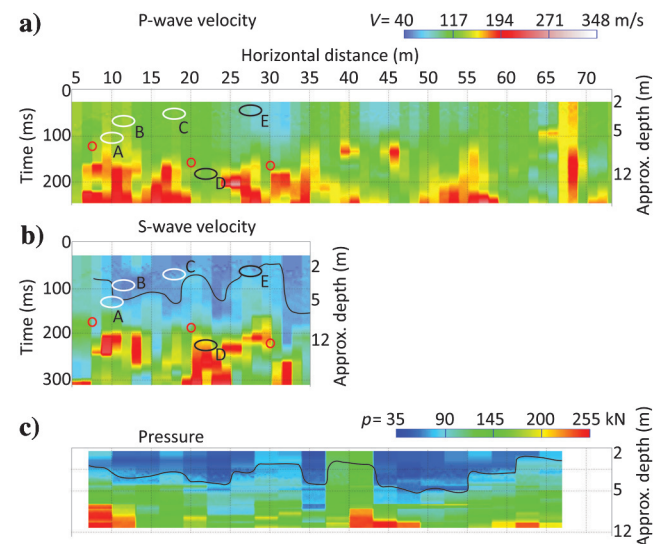 a)
P-wave velocity
V= 40 117 194 271 348 m/s
Horizontal distance (m)
5 10 15 20 25 30 35 40 45 50 55 60 65 70
0
100
200
Time (ms)
2
5
12
Approx. depth (m)
A
B
C
D
E
b)
S-wave velocity
0
100
200
300
Time (ms)
2
5
12
Approx. depth (m)
A
B
C
D
E
c)
Pressure
p= 35 90 145 200 255 kN
2
5
12
Approx. depth (m)